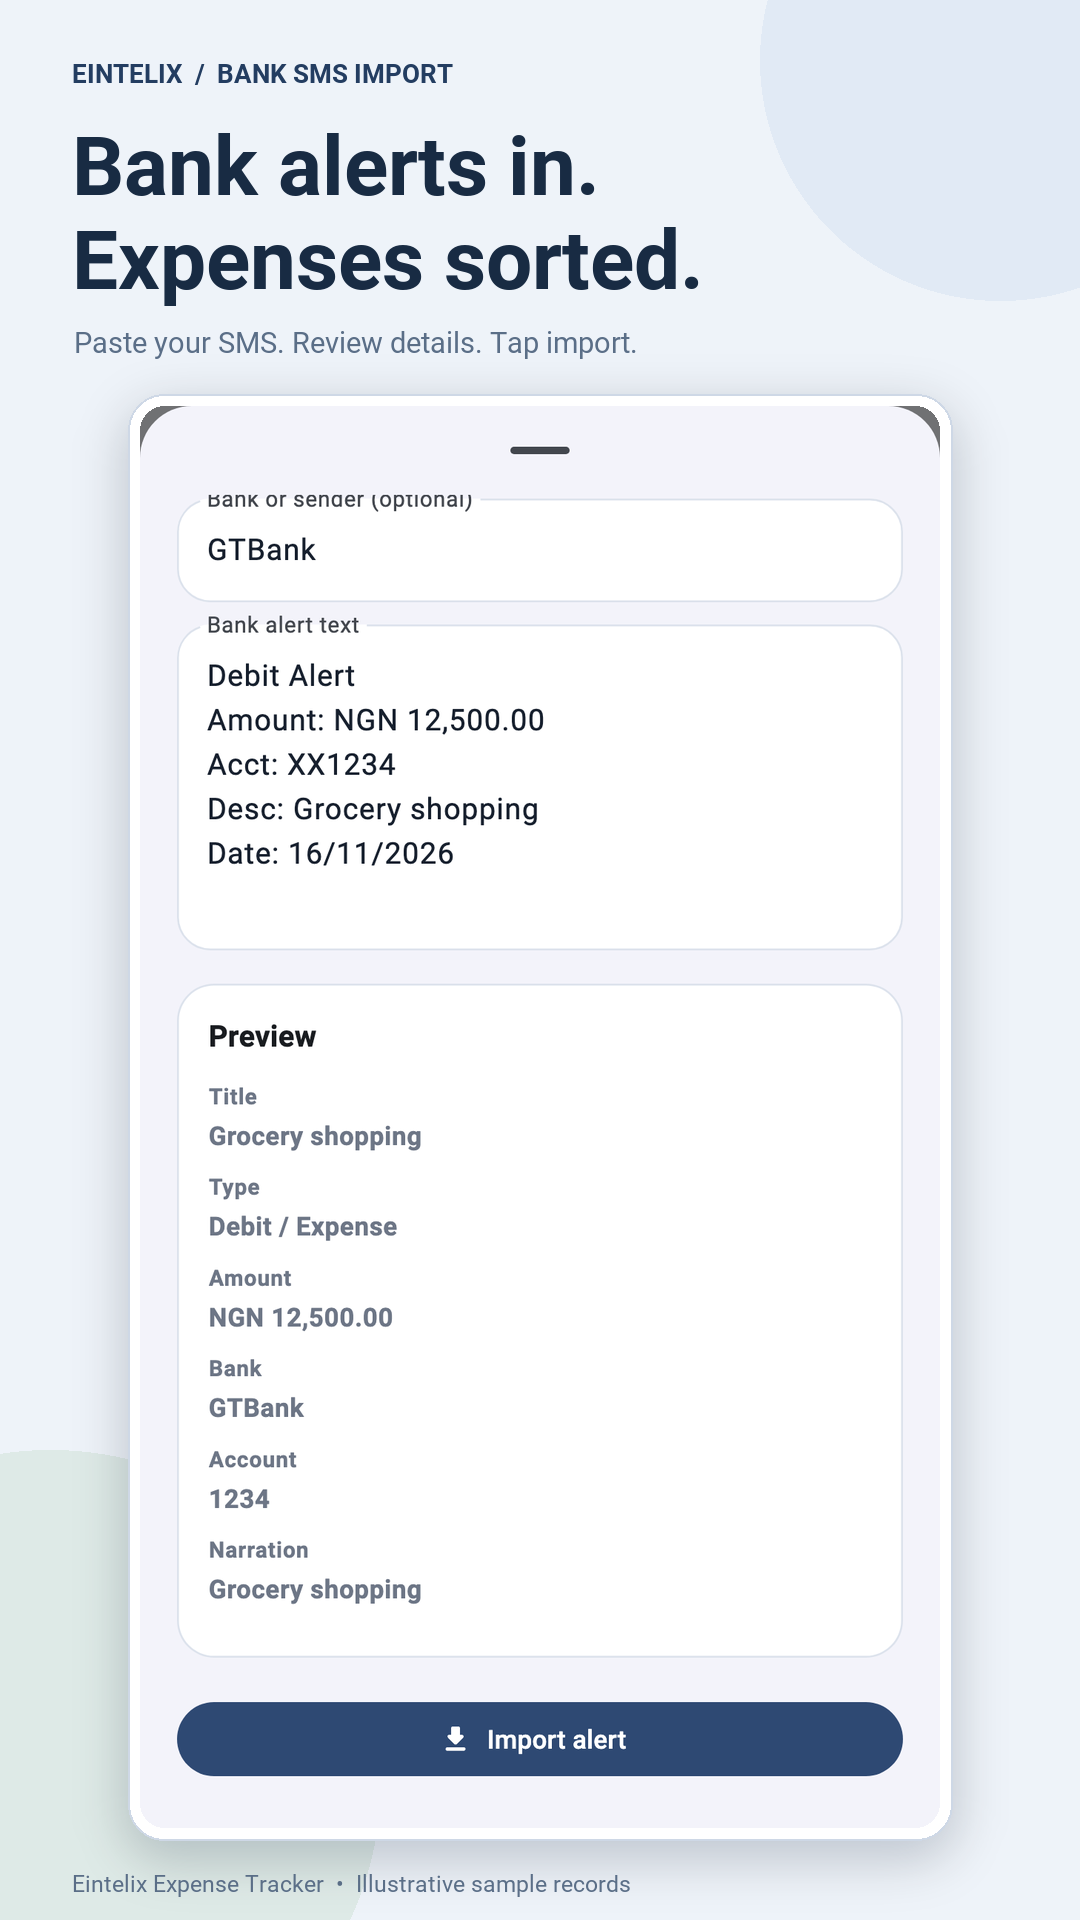 EINTELIX / BANK SMS IMPORT
Bank alerts in.
Expenses sorted.
Paste your SMS. Review details. Tap import.
Bank or sender (optional)
GTBank
Bank alert text
Debit Alert
Amount: NGN 12,500.00
Acct: XX1234
Desc: Grocery shopping
Date: 16/11/2026
Preview
Title
Grocery shopping
Type
Debit / Expense
Amount
NGN 12,500.00
Bank
GTBank
Account
1234
Narration
Grocery shopping
Import alert
Eintelix Expense Tracker • Illustrative sample records